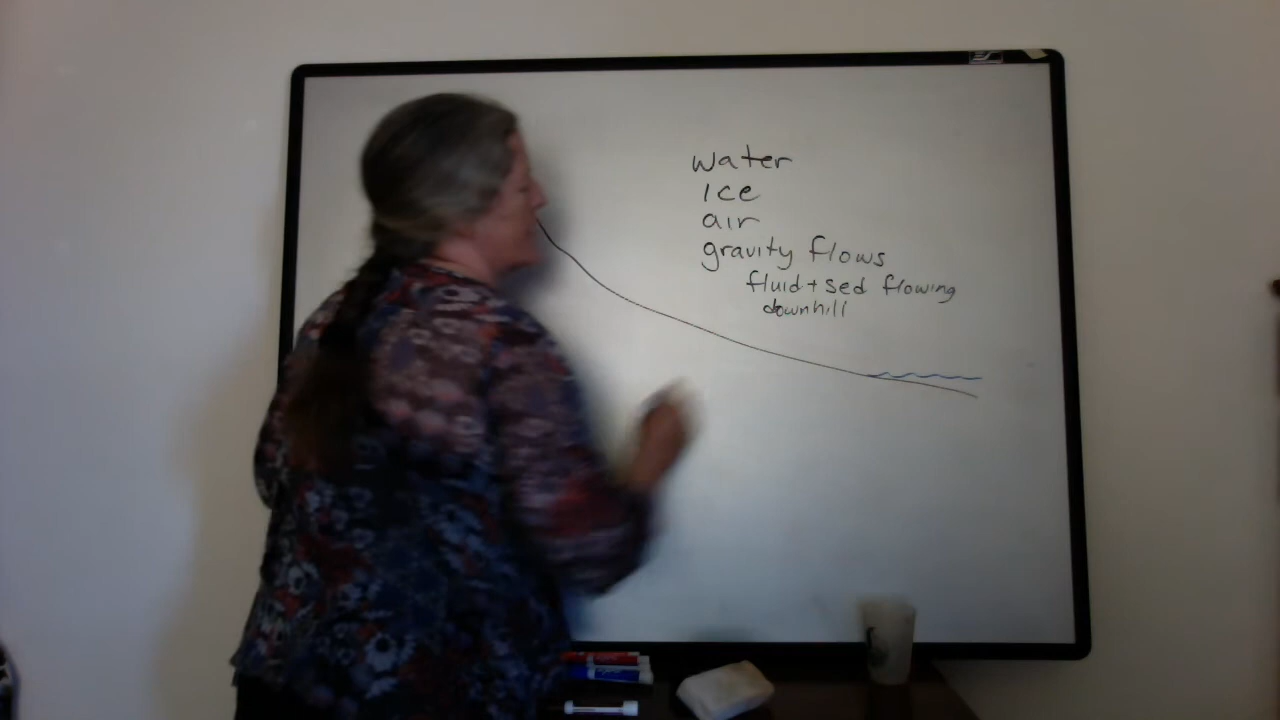 water
Ice
air
gravity flows
fluid + sed flowing
downhill